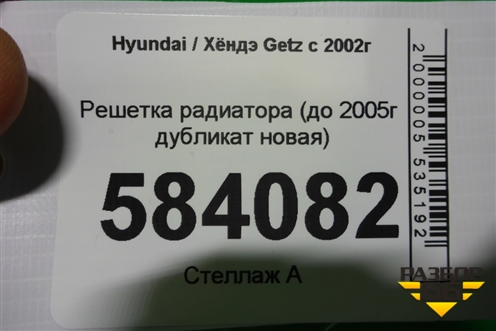 Hyundai / Хёндэ Getz с 2002г
Решетка радиатора (до 2005г
дубликат новая)
584082
Стеллаж А
2000005535192
РАЗБОР